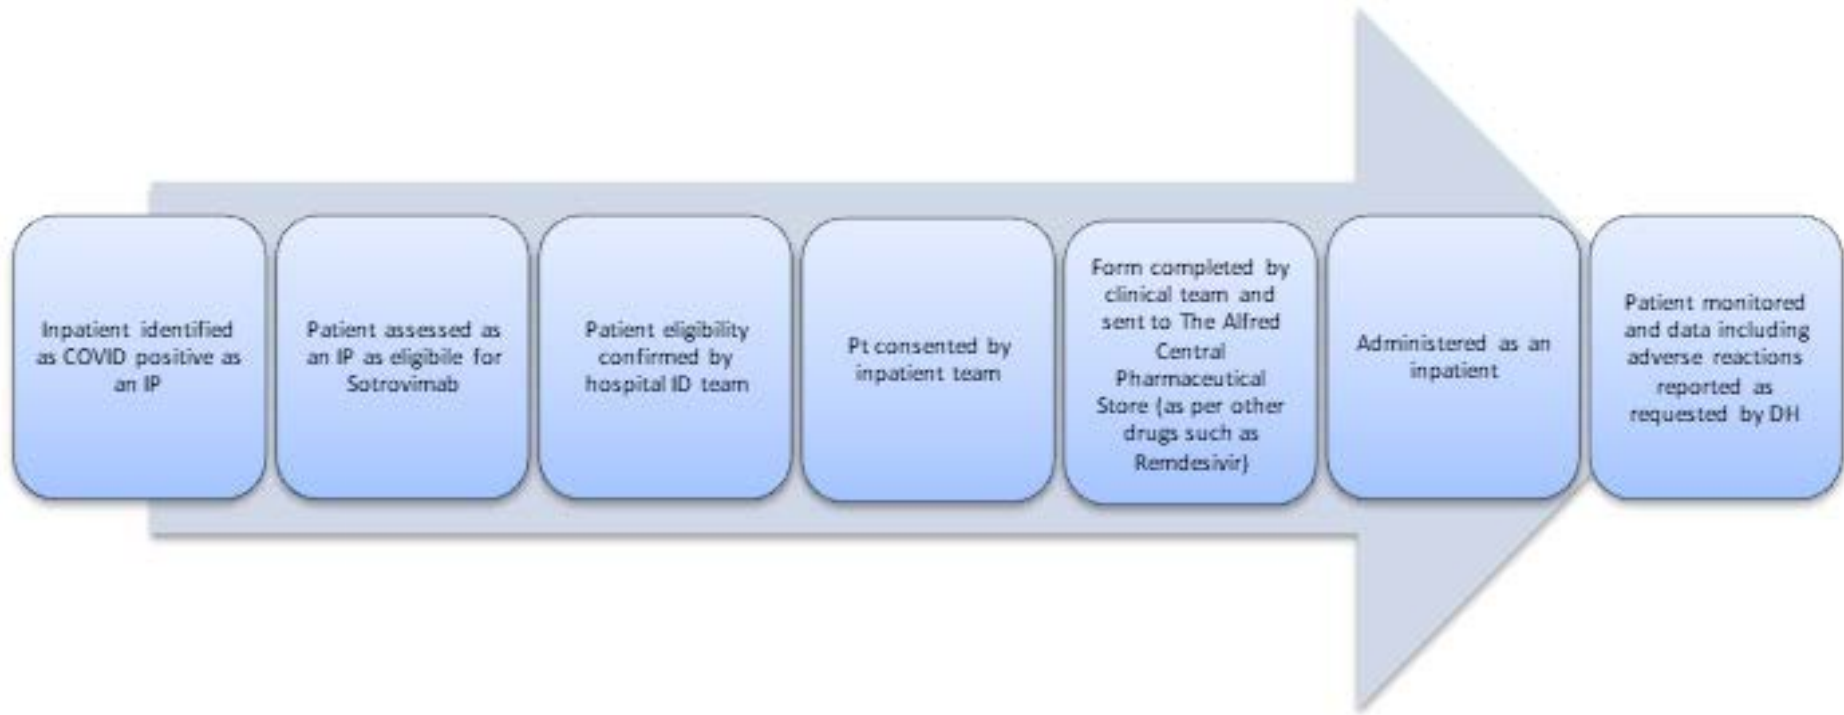 Inpatient identified
as COVID positive as
an IP
Patient assessed as
an IP as eligibile for
Sotrovimab
Patient eligibility
confirmed by
hospital ID team
Pt consented by
inpatient team
Form completed by
clinical team and
sent to The Alfred
Central
Pharmaceutical
Store (as per other
drugs such as
Remdesivir)
Administered as an
inpatient
Patient monitored
and data including
adverse reactions
reported as
requested by DH